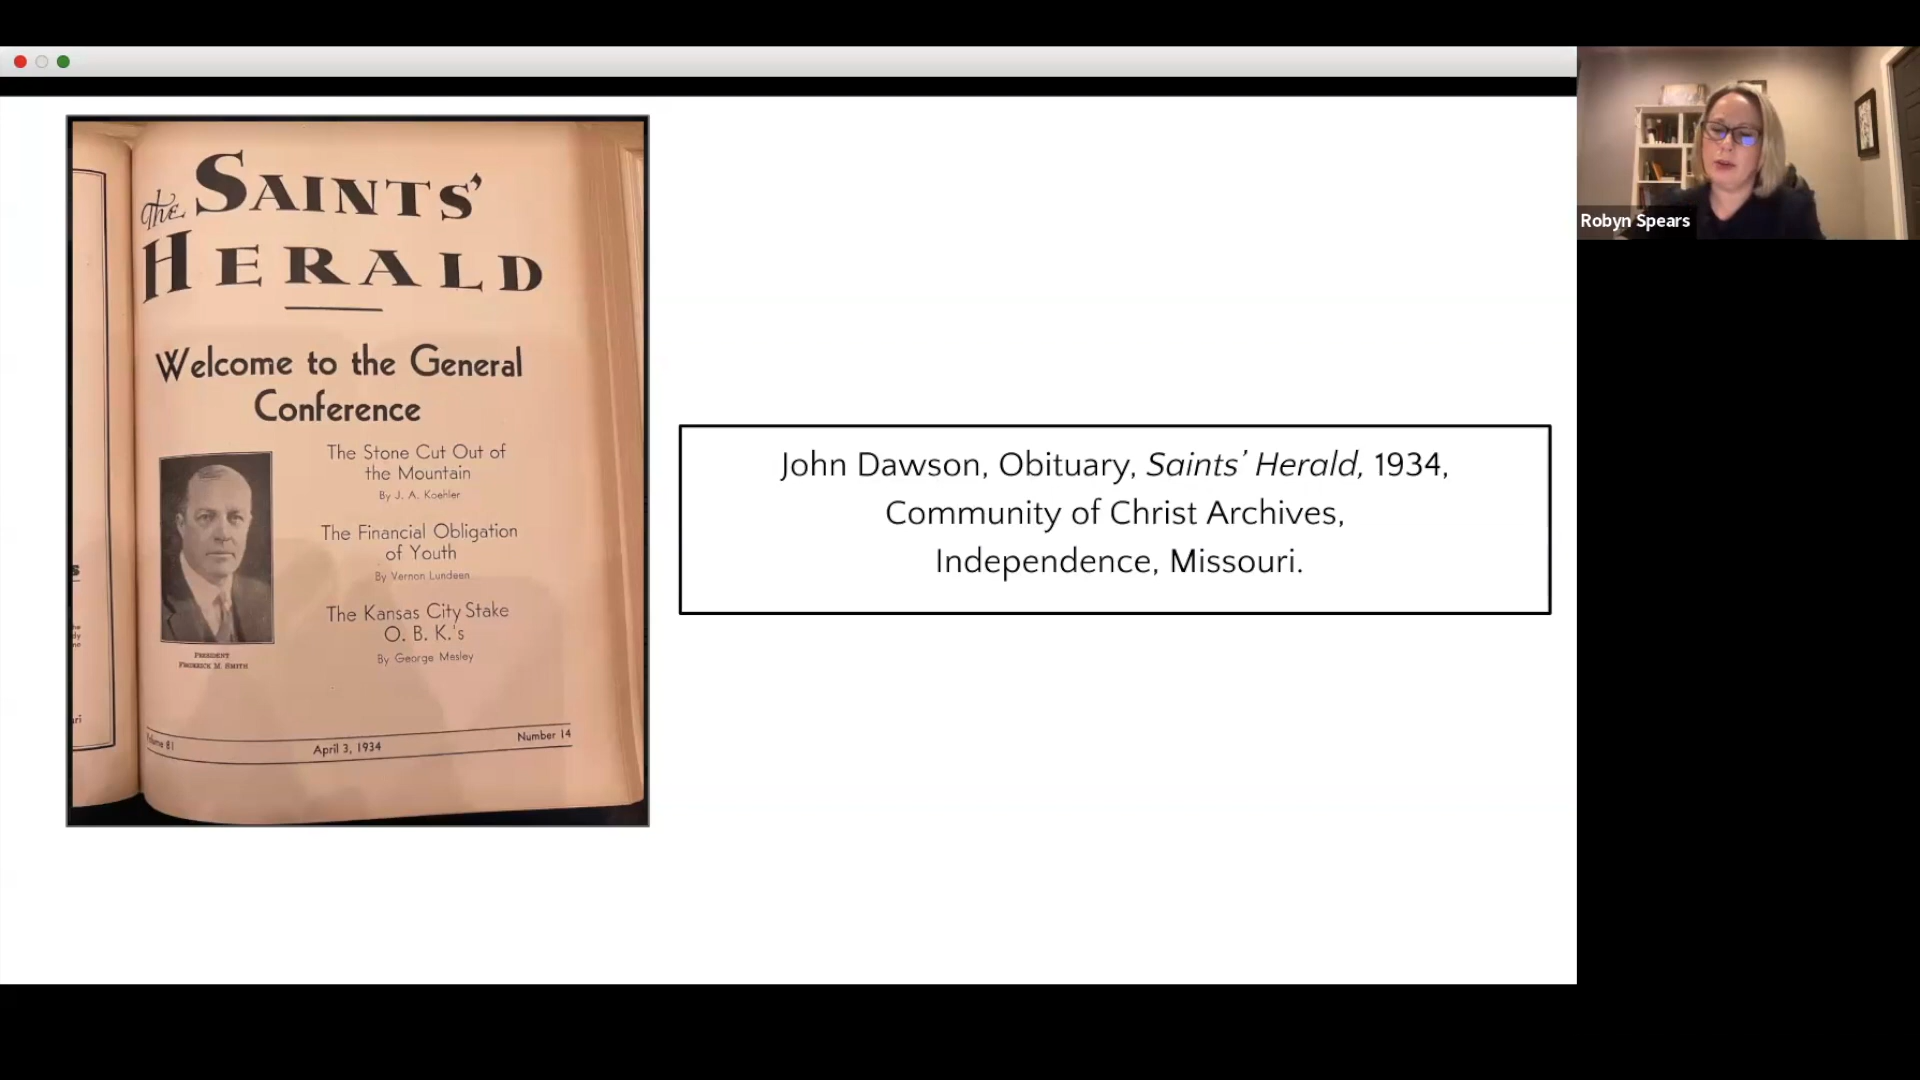 the SAINTS'
HERALD
Welcome to the General
Conference
The Stone Cut Out of
the Mountain
By J. A. Koehler
The Financial Obligation
of Youth
By Vernon Lundeen
The Kansas City Stake
O. B. K.'s
By George Mesley
PRESIDENT
FREDERICK M. SMITH
Volume 81
April 3, 1934
Number 14
John Dawson, Obituary, Saints' Herald, 1934,
Community of Christ Archives,
Independence, Missouri.
Robyn Spears